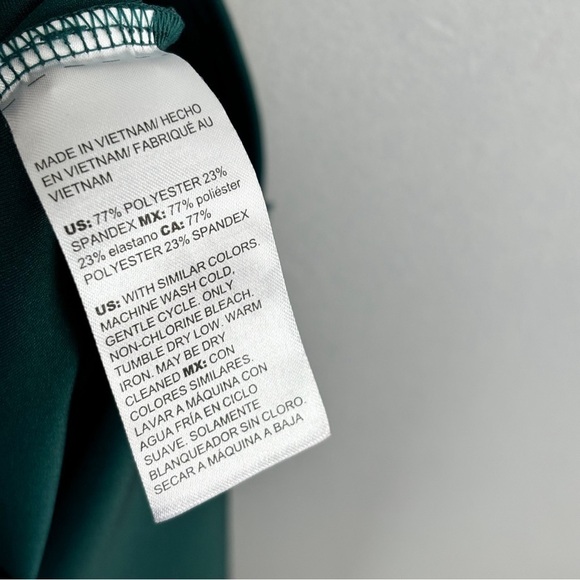 MADE IN VIETNAM/ HECHO
EN VIETNAM/ FABRIQUÉ AU
VIETNAM
US: 77% POLYESTER 23%
SPANDEX MX: 77% poliéster
23% elastano CA: 77%
POLYESTER 23% SPANDEX
US: WITH SIMILAR COLORS.
MACHINE WASH COLD,
GENTLE CYCLE. ONLY
NON-CHLORINE BLEACH.
TUMBLE DRY LOW. WARM
IRON. MAY BE DRY
CLEANED MX: CON
COLORES SIMILARES.
LAVAR A MÁQUINA CON
AGUA FRÍA EN CICLO
SUAVE. SOLAMENTE
BLANQUEADOR SIN CLORO.
SECAR A MÁQUINA A BAJA